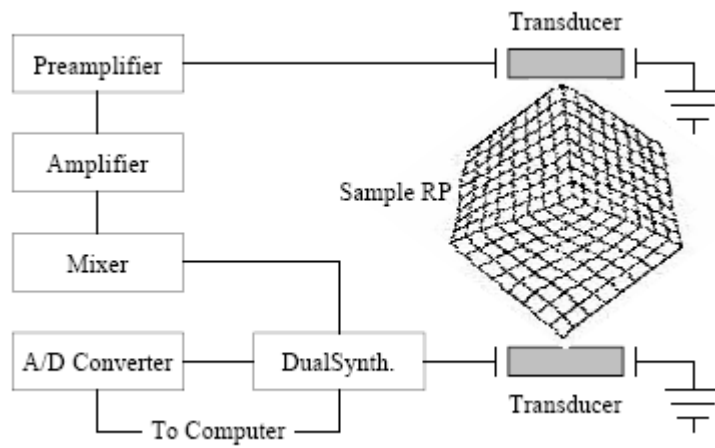 Transducer
Preamplifier
Amplifier
Sample RP
Mixer
A/D Converter
DualSynth.
Transducer
To Computer